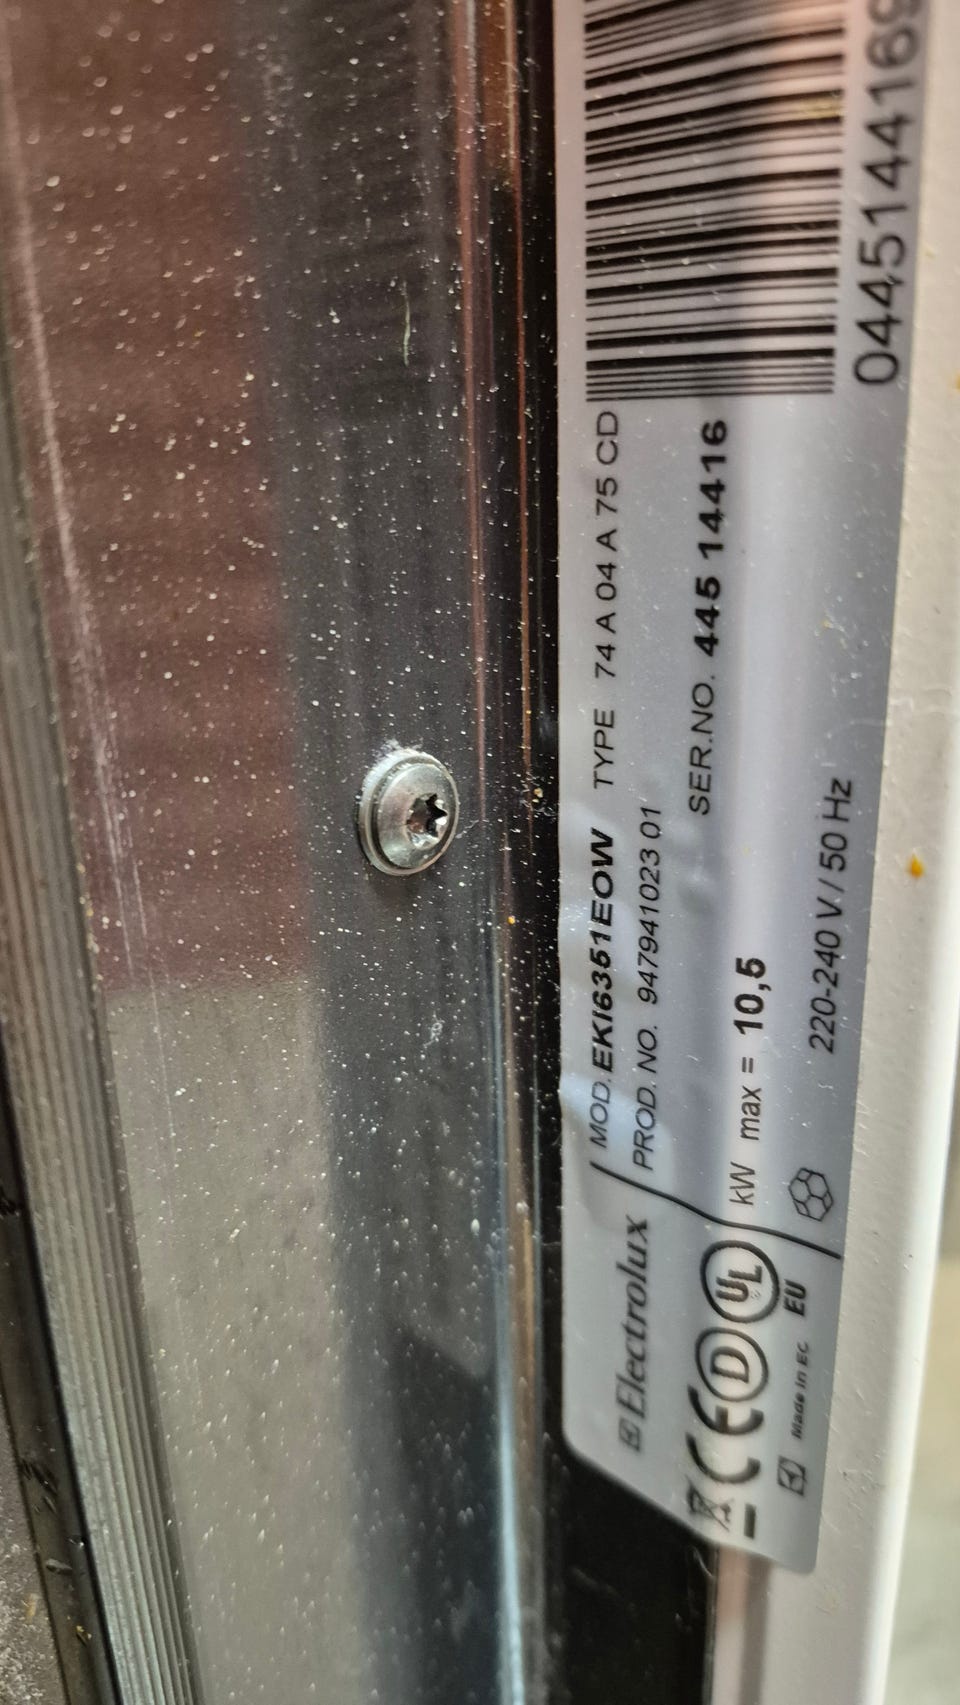 Electrolux
MOD. EKI6351EOW TYPE 74 A 04 A 75 CD
PROD. NO. 947941023 01
SER.NO. 445 14416
kW max = 10,5
220-240 V / 50 Hz
CE D UL
Made in EC EU